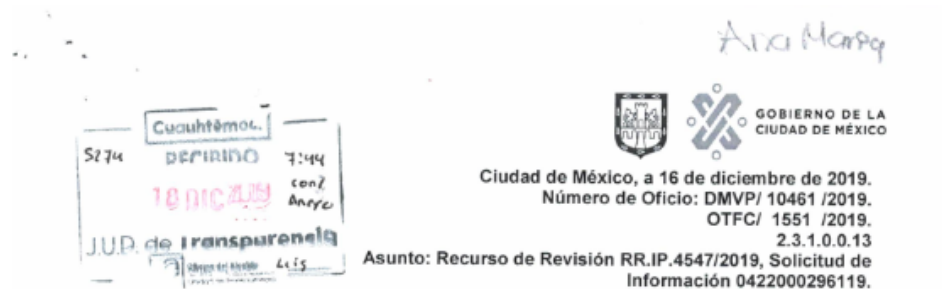 Ana María
GOBIERNO DE LA
CIUDAD DE MÉXICO
Cuauhtémoc.
5274 RECIBIDO 7:44
DIC 2019
J.U.D. de Transparencia
Luis
Ciudad de México, a 16 de diciembre de 2019.
Número de Oficio: DMVP/ 10461 /2019.
OTFC/ 1551 /2019.
2.3.1.0.0.13
Asunto: Recurso de Revisión RR.IP.4547/2019, Solicitud de
Información 0422000296119.